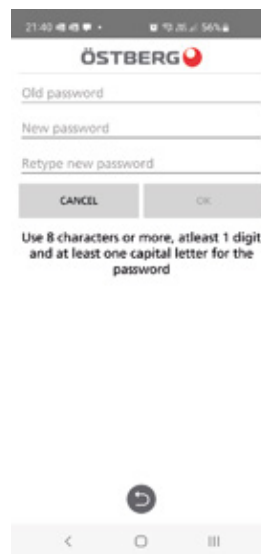 21:40 56%
ÖSTBERG
Old password
New password
Retype new password
CANCEL OK
Use 8 characters or more, atleast 1 digit
and at least one capital letter for the
password